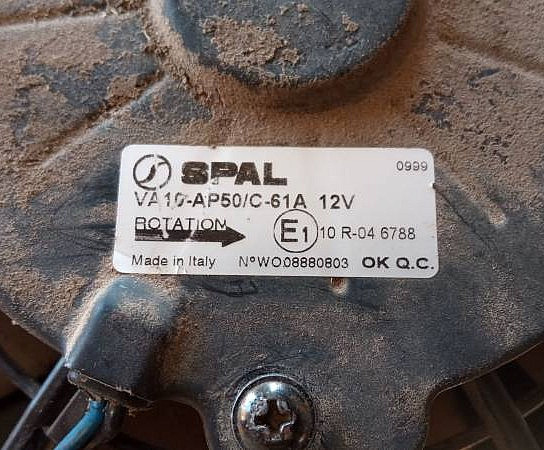 SPAL 0999
VA10-AP50/C-61A 12V
ROTATION E1 10 R-04 6788
Made in Italy N°WO08880803 OK Q.C.